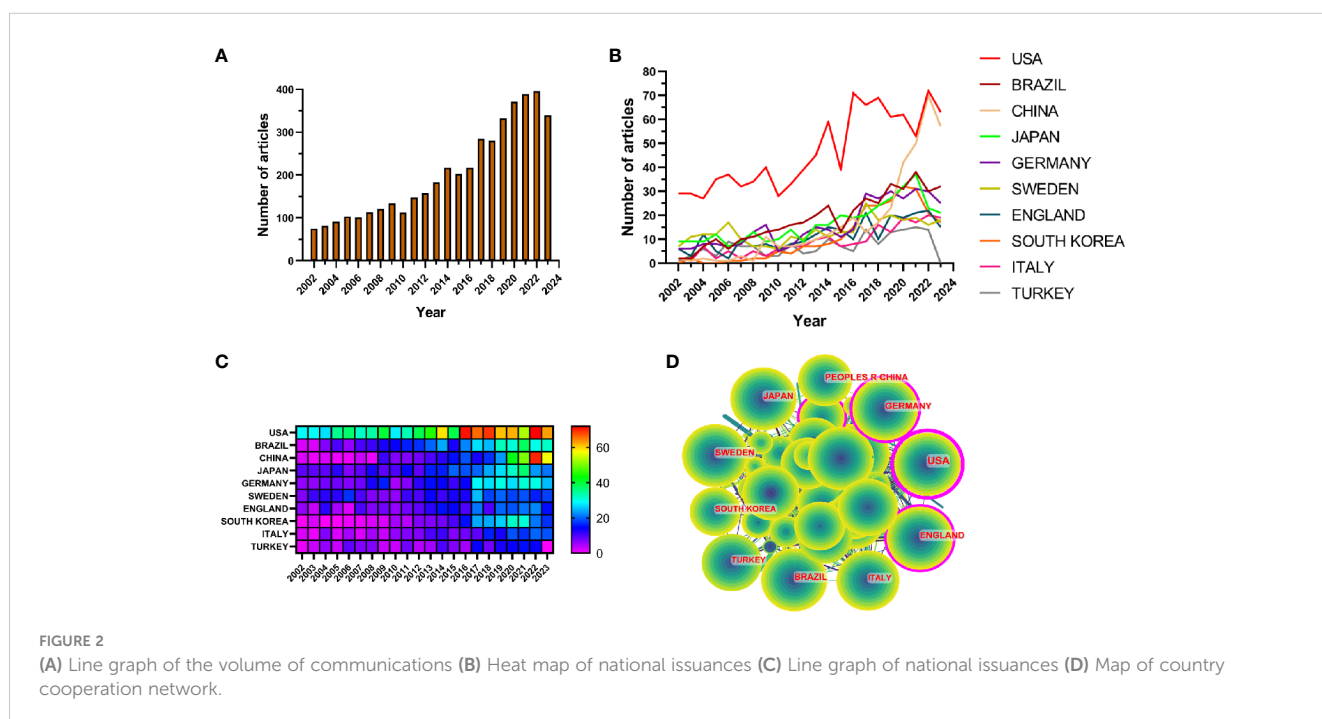 A
Number of articles
400
300
200
100
0
2002
2004
2006
2008
2010
2012
2014
2016
2018
2020
2022
2024
Year
B
Number of articles
80
70
60
50
40
30
20
10
0
2002
2004
2006
2008
2010
2012
2014
2016
2018
2020
2022
2024
Year
USA
BRAZIL
CHINA
JAPAN
GERMANY
SWEDEN
ENGLAND
SOUTH KOREA
ITALY
TURKEY
C
USA
BRAZIL
CHINA
JAPAN
GERMANY
SWEDEN
ENGLAND
SOUTH KOREA
ITALY
TURKEY
2002
2003
2004
2005
2006
2007
2008
2009
2010
2011
2012
2013
2014
2015
2016
2017
2018
2019
2020
2021
2022
2023
60
40
20
0
D
PEOPLES R CHINA
JAPAN
GERMANY
SWEDEN
USA
SOUTH KOREA
ENGLAND
TURKEY
BRAZIL
ITALY
FIGURE 2
(A) Line graph of the volume of communications (B) Heat map of national issuances (C) Line graph of national issuances (D) Map of country
cooperation network.